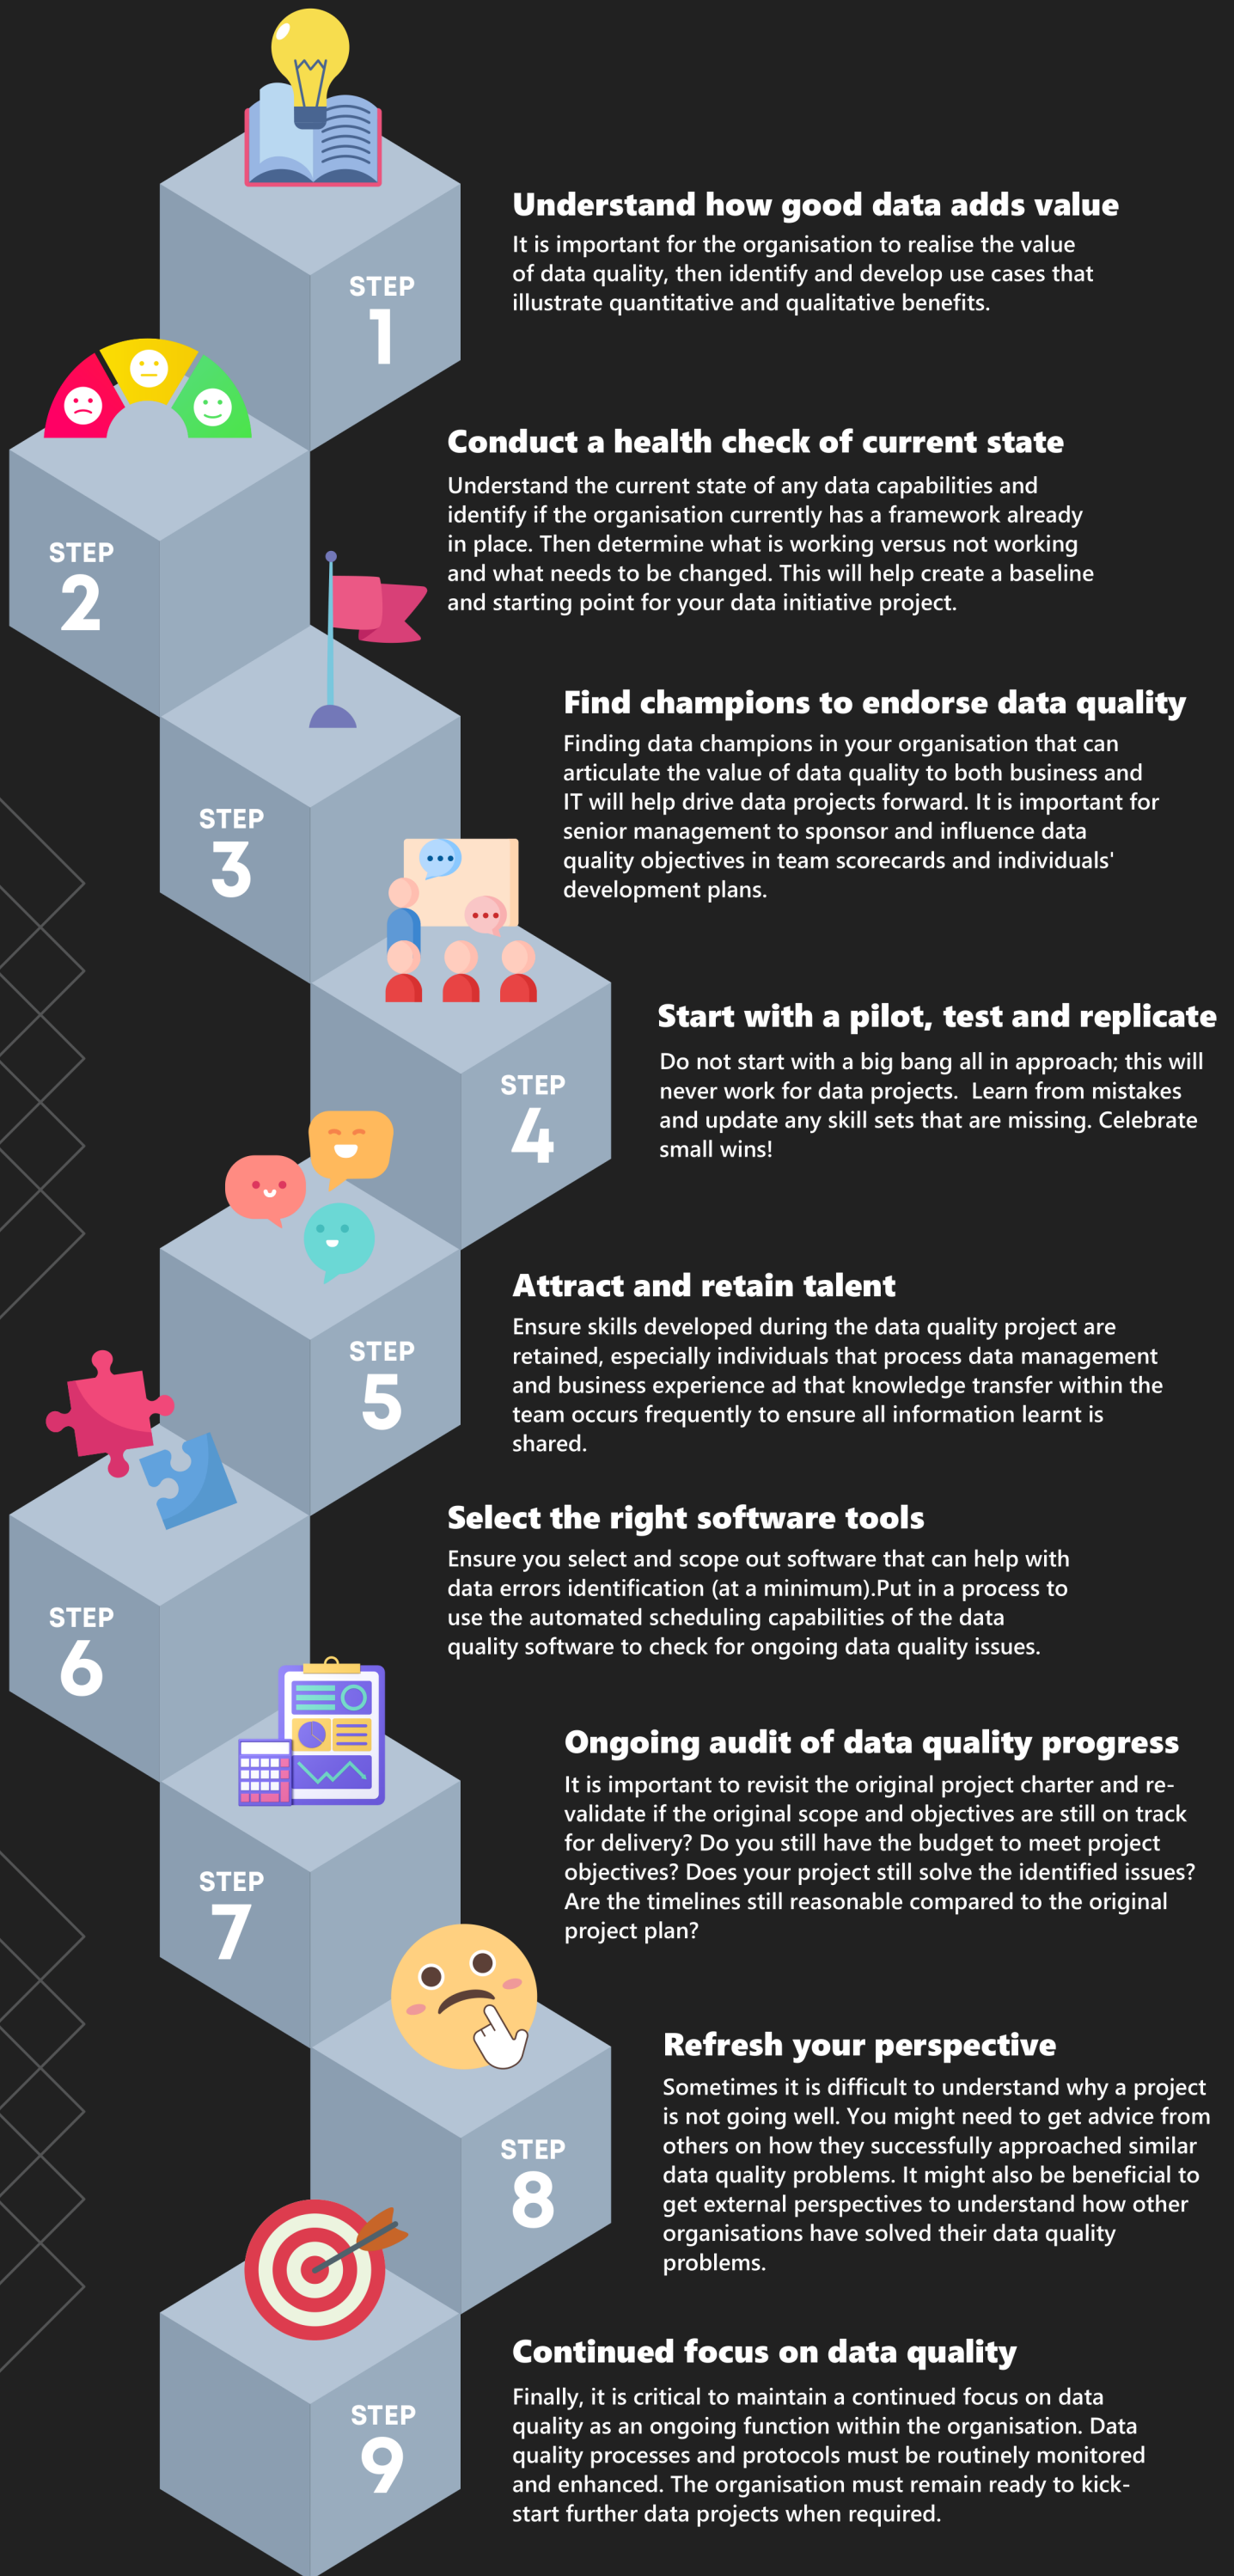 Understand how good data adds value
It is important for the organisation to realise the value
of data quality, then identify and develop use cases that
illustrate quantitative and qualitative benefits.
STEP
1
Conduct a health check of current state
Understand the current state of any data capabilities and
identify if the organisation currently has a framework already
in place. Then determine what is working versus not working
and what needs to be changed. This will help create a baseline
and starting point for your data initiative project.
STEP
2
Find champions to endorse data quality
Finding data champions in your organisation that can
articulate the value of data quality to both business and
IT will help drive data projects forward. It is important for
senior management to sponsor and influence data
quality objectives in team scorecards and individuals'
development plans.
STEP
3
Start with a pilot, test and replicate
Do not start with a big bang all in approach; this will
never work for data projects.  Learn from mistakes
and update any skill sets that are missing. Celebrate
small wins!
STEP
4
Attract and retain talent
Ensure skills developed during the data quality project are
retained, especially individuals that process data management
and business experience ad that knowledge transfer within the
team occurs frequently to ensure all information learnt is
shared.
STEP
5
Select the right software tools
Ensure you select and scope out software that can help with
data errors identification (at a minimum).Put in a process to
use the automated scheduling capabilities of the data
quality software to check for ongoing data quality issues.
STEP
6
Ongoing audit of data quality progress
It is important to revisit the original project charter and re-
validate if the original scope and objectives are still on track
for delivery? Do you still have the budget to meet project
objectives? Does your project still solve the identified issues?
Are the timelines still reasonable compared to the original
project plan?
STEP
7
Refresh your perspective
Sometimes it is difficult to understand why a project
is not going well. You might need to get advice from
others on how they successfully approached similar
data quality problems. It might also be beneficial to
get external perspectives to understand how other
organisations have solved their data quality
problems.
STEP
8
Continued focus on data quality
Finally, it is critical to maintain a continued focus on data
quality as an ongoing function within the organisation. Data
quality processes and protocols must be routinely monitored
and enhanced. The organisation must remain ready to kick-
start further data projects when required.
STEP
9